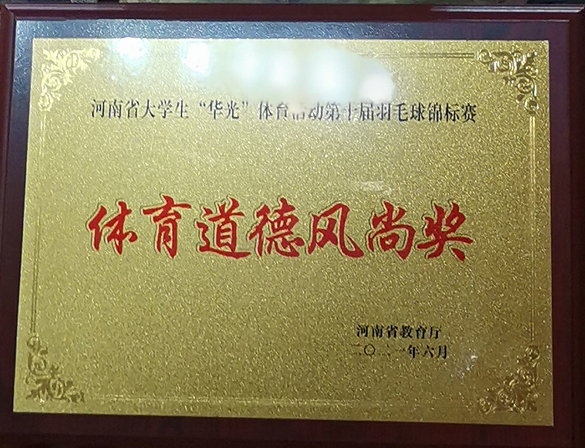 河南省大学生“华光”体育活动第十届羽毛球锦标赛
体育道德风尚奖
河南省教育厅
二〇二一年六月